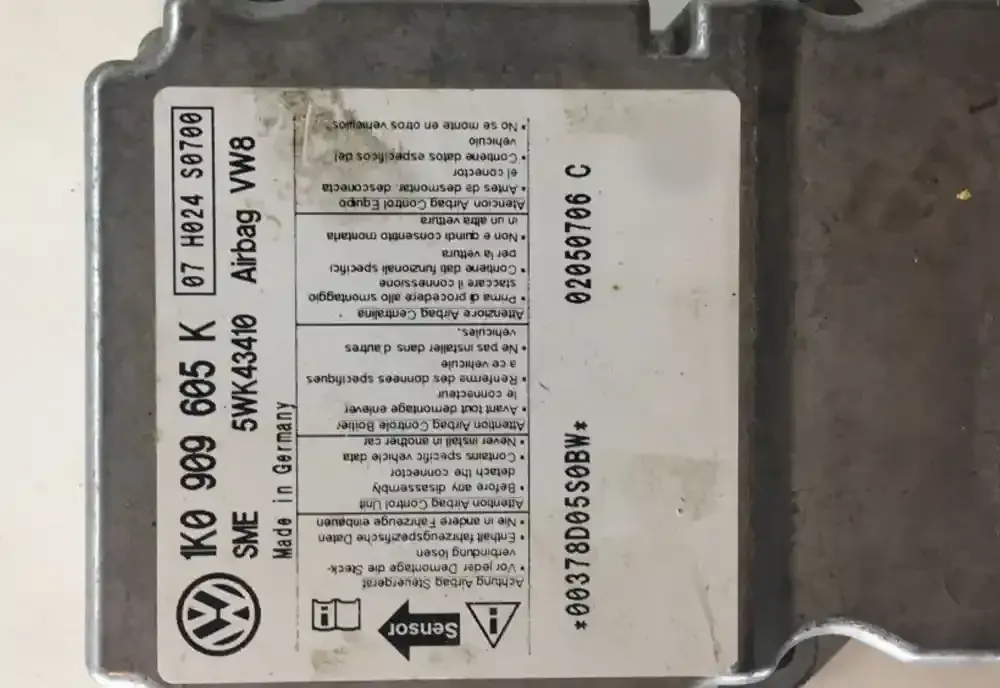 1K0 909 605 K
07 H024 S0700
SME
5WK43410
Airbag VW8
Made in Germany
Sensor
Achtung Airbag Steuergerät
• Vor jeder Demontage die Steck-
verbindung lösen
• Enthält fahrzeugspezifische Daten
• Nie in andere Fahrzeuge einbauen
Attention Airbag Control Unit
• Before any disassembly
detach the connector
• Contains specific vehicle data
• Never install in another car
Attention Airbag Contrôle Boîtier
• Avant tout demontage enlever
le connecteur
• Renferme des données specifiques
a ce vehicule
• Ne pas installer dans d'autres
vehicules.
Attenzione Airbag Centralina
• Prima di procedere allo smontaggio
staccare il connessione
• Contiene dati funzionali specifici
per la vettura
• Non e quindi consentito montarla
in un altra vettura
Atencion Airbag Control Equipo
• Antes de desmontar, desconecta
el conector
• Contiene datos especificos del
vehiculo
• No se monte en otros vehiculos.
*00378D05S0BW*
02050706 C